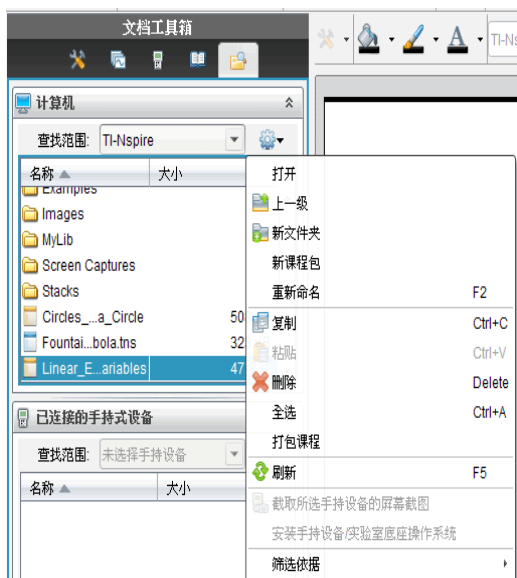 文档工具箱
TI-Ns
计算机
查找范围: TI-Nspire
名称 大小
Examples
Images
MyLib
Screen Captures
Stacks
Circles_...a_Circle 50
Fountai...bola.tns 32
Linear_E...ariables 47
已连接的手持式设备
查找范围: 未选择手持设备
名称 大小
打开
上一级
新文件夹
新课程包
重新命名 F2
复制 Ctrl+C
粘贴 Ctrl+V
删除 Delete
全选 Ctrl+A
打包课程
刷新 F5
截取所选手持设备的屏幕截图
安装手持设备/实验室底座操作系统
筛选依据